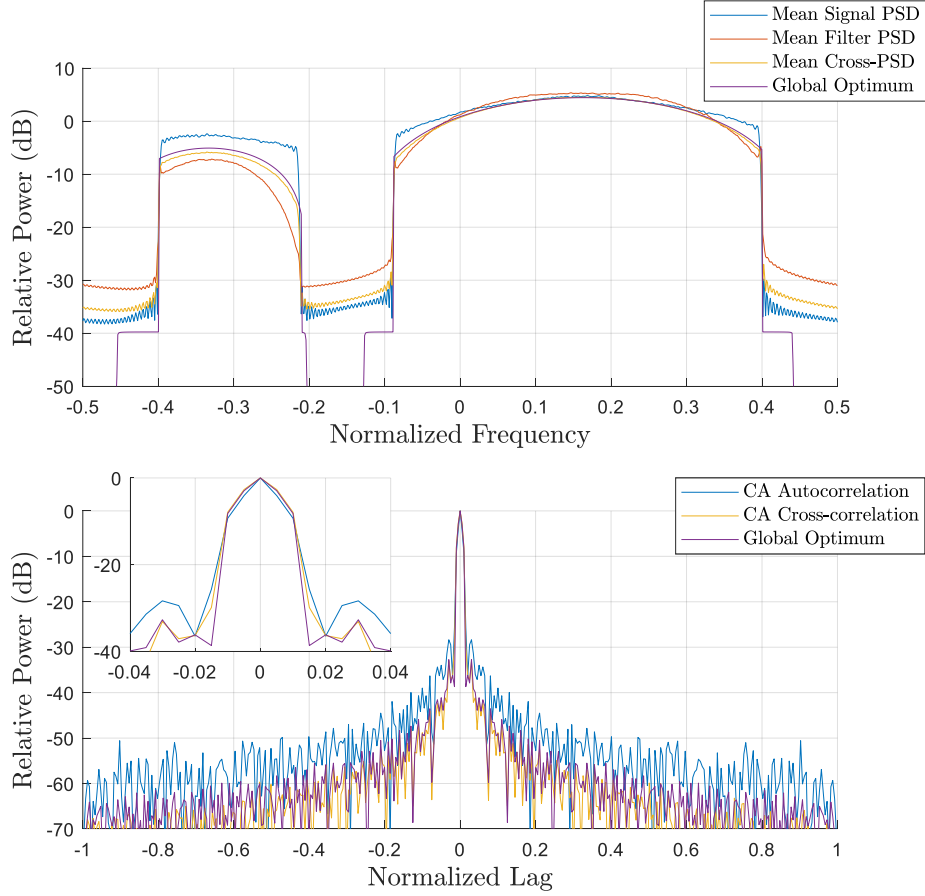 Mean Signal PSD
Mean Filter PSD
Mean Cross-PSD
Global Optimum
10
0
-10
-20
-30
-40
-50
Relative Power (dB)
-0.5 -0.4 -0.3 -0.2 -0.1 0 0.1 0.2 0.3 0.4 0.5
Normalized Frequency
CA Autocorrelation
CA Cross-correlation
Global Optimum
0
-20
-40
-0.04 -0.02 0 0.02 0.04
0
-10
-20
-30
-40
-50
-60
-70
Relative Power (dB)
-1 -0.8 -0.6 -0.4 -0.2 0 0.2 0.4 0.6 0.8 1
Normalized Lag